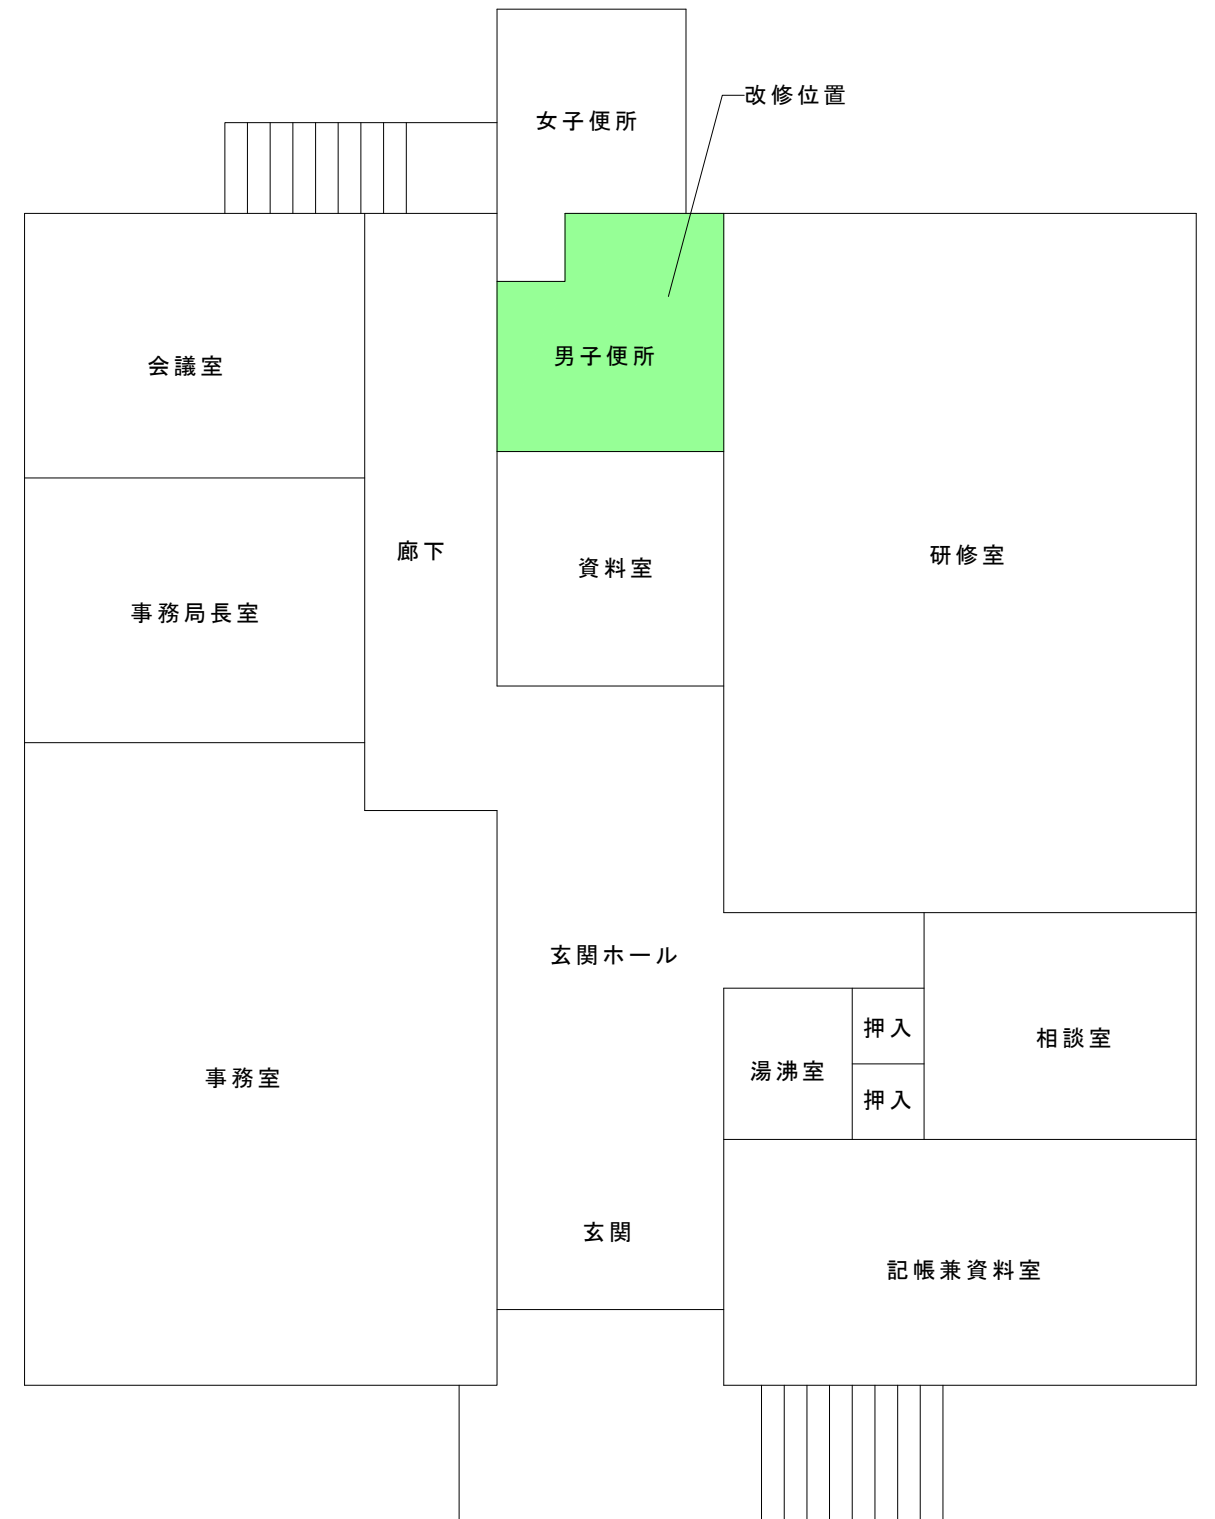 改修位置
女子便所
男子便所
会議室
廊下
研修室
資料室
事務局長室
玄関ホール
押入
相談室
湯沸室
事務室
押入
玄関
記帳兼資料室